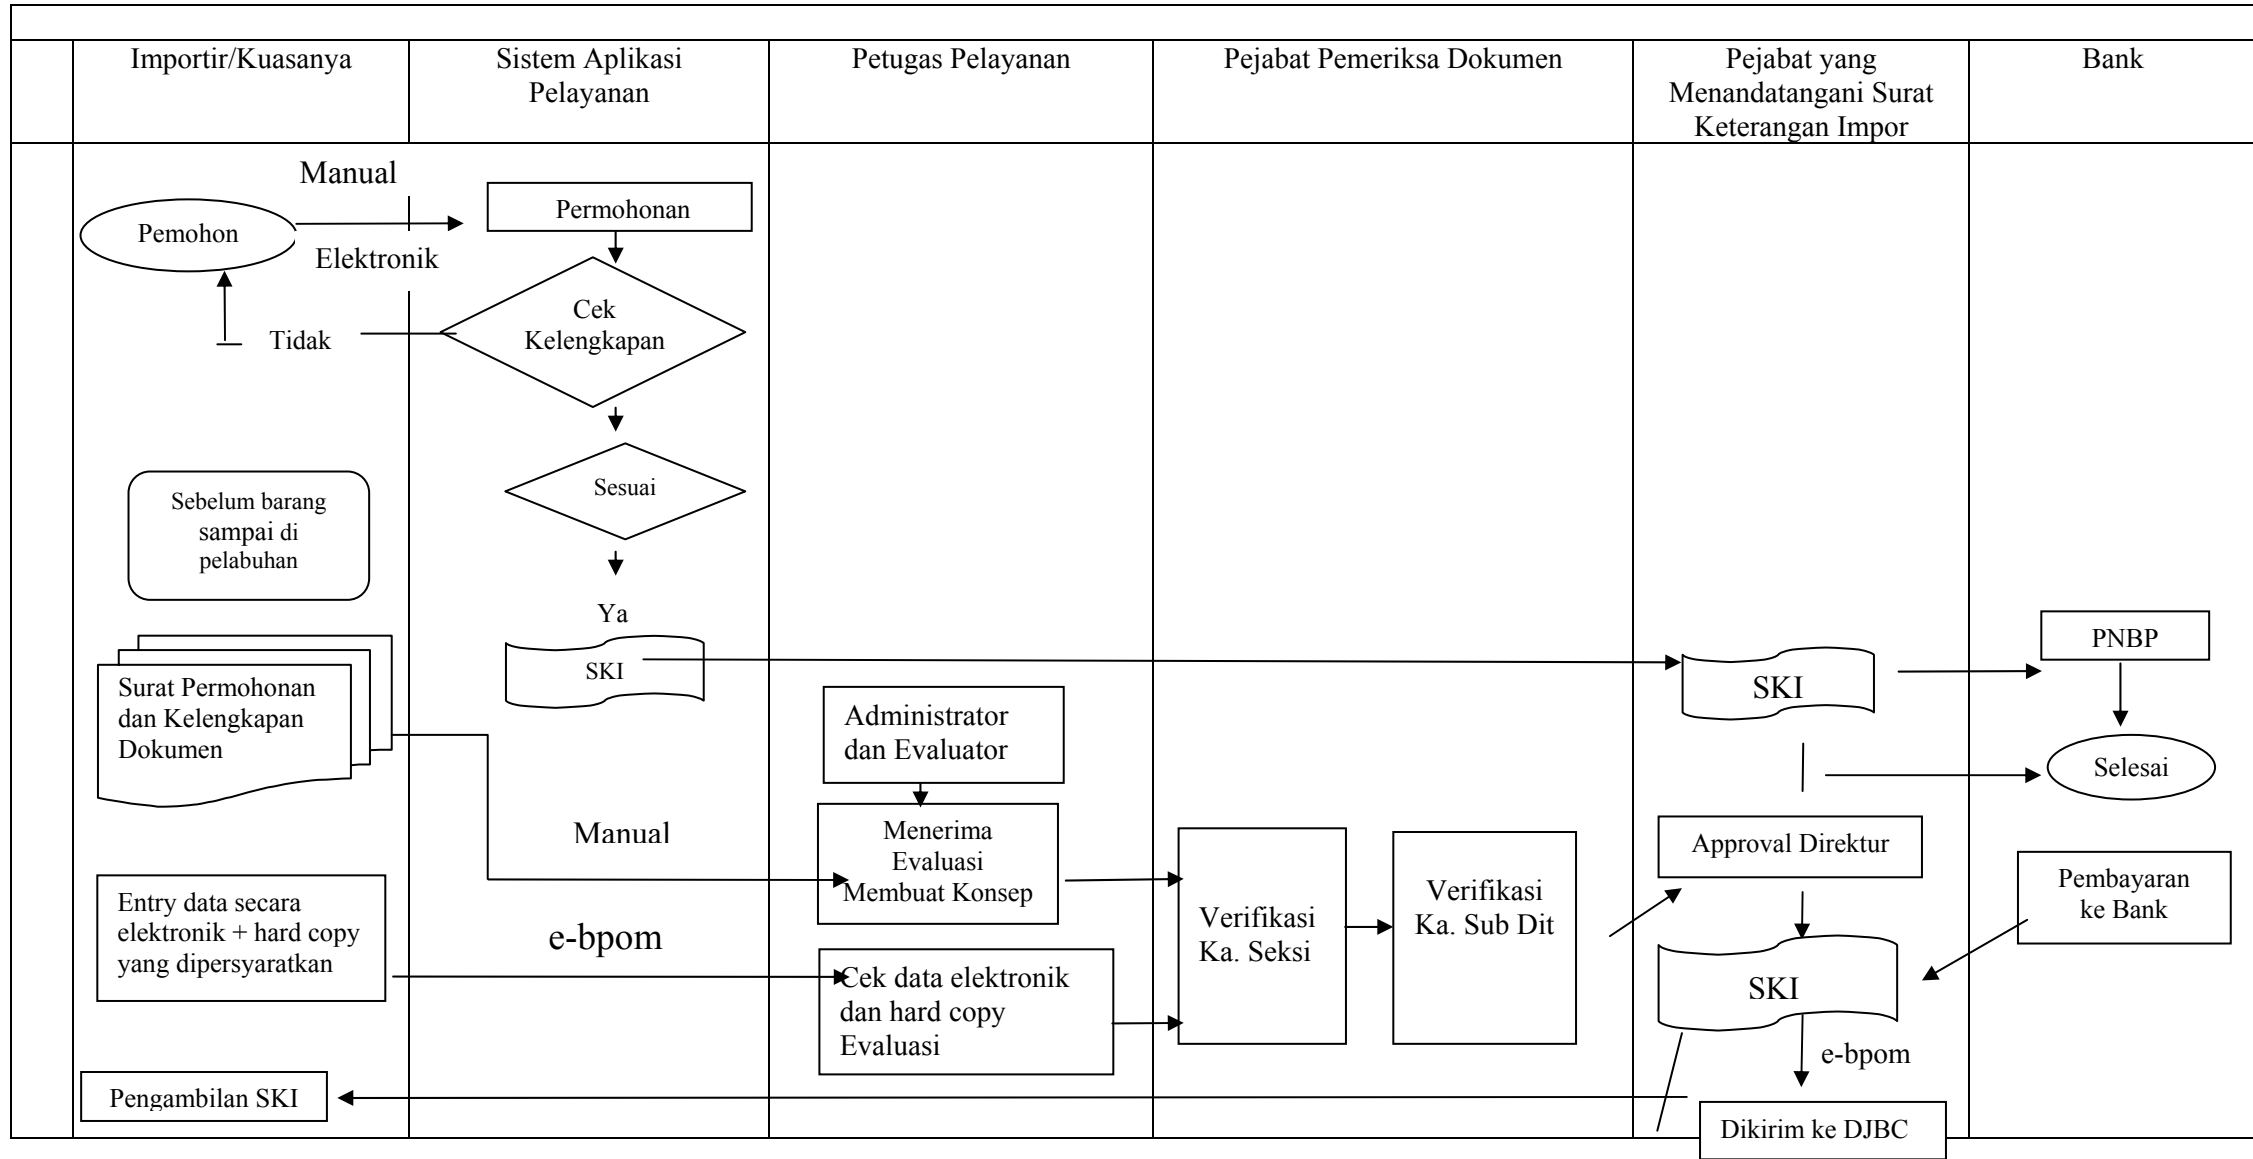 Importir/Kuasanya
Sistem Aplikasi
Pelayanan
Petugas Pelayanan
Pejabat Pemeriksa Dokumen
Pejabat yang
Menandatangani Surat
Keterangan Impor
Bank
Manual
Pemohon
Elektronik
Permohonan
Cek
Kelengkapan
Tidak
Sesuai
Sebelum barang
sampai di
pelabuhan
Ya
SKI
SKI
PNBP
Surat Permohonan
dan Kelengkapan
Dokumen
Administrator
dan Evaluator
Selesai
Manual
Menerima
Evaluasi
Membuat Konsep
Verifikasi
Ka. Seksi
Verifikasi
Ka. Sub Dit
Approval Direktur
Pembayaran
ke Bank
Entry data secara
elektronik + hard copy
yang dipersyaratkan
e-bpom
Cek data elektronik
dan hard copy
Evaluasi
SKI
e-bpom
Pengambilan SKI
Dikirim ke DJBC